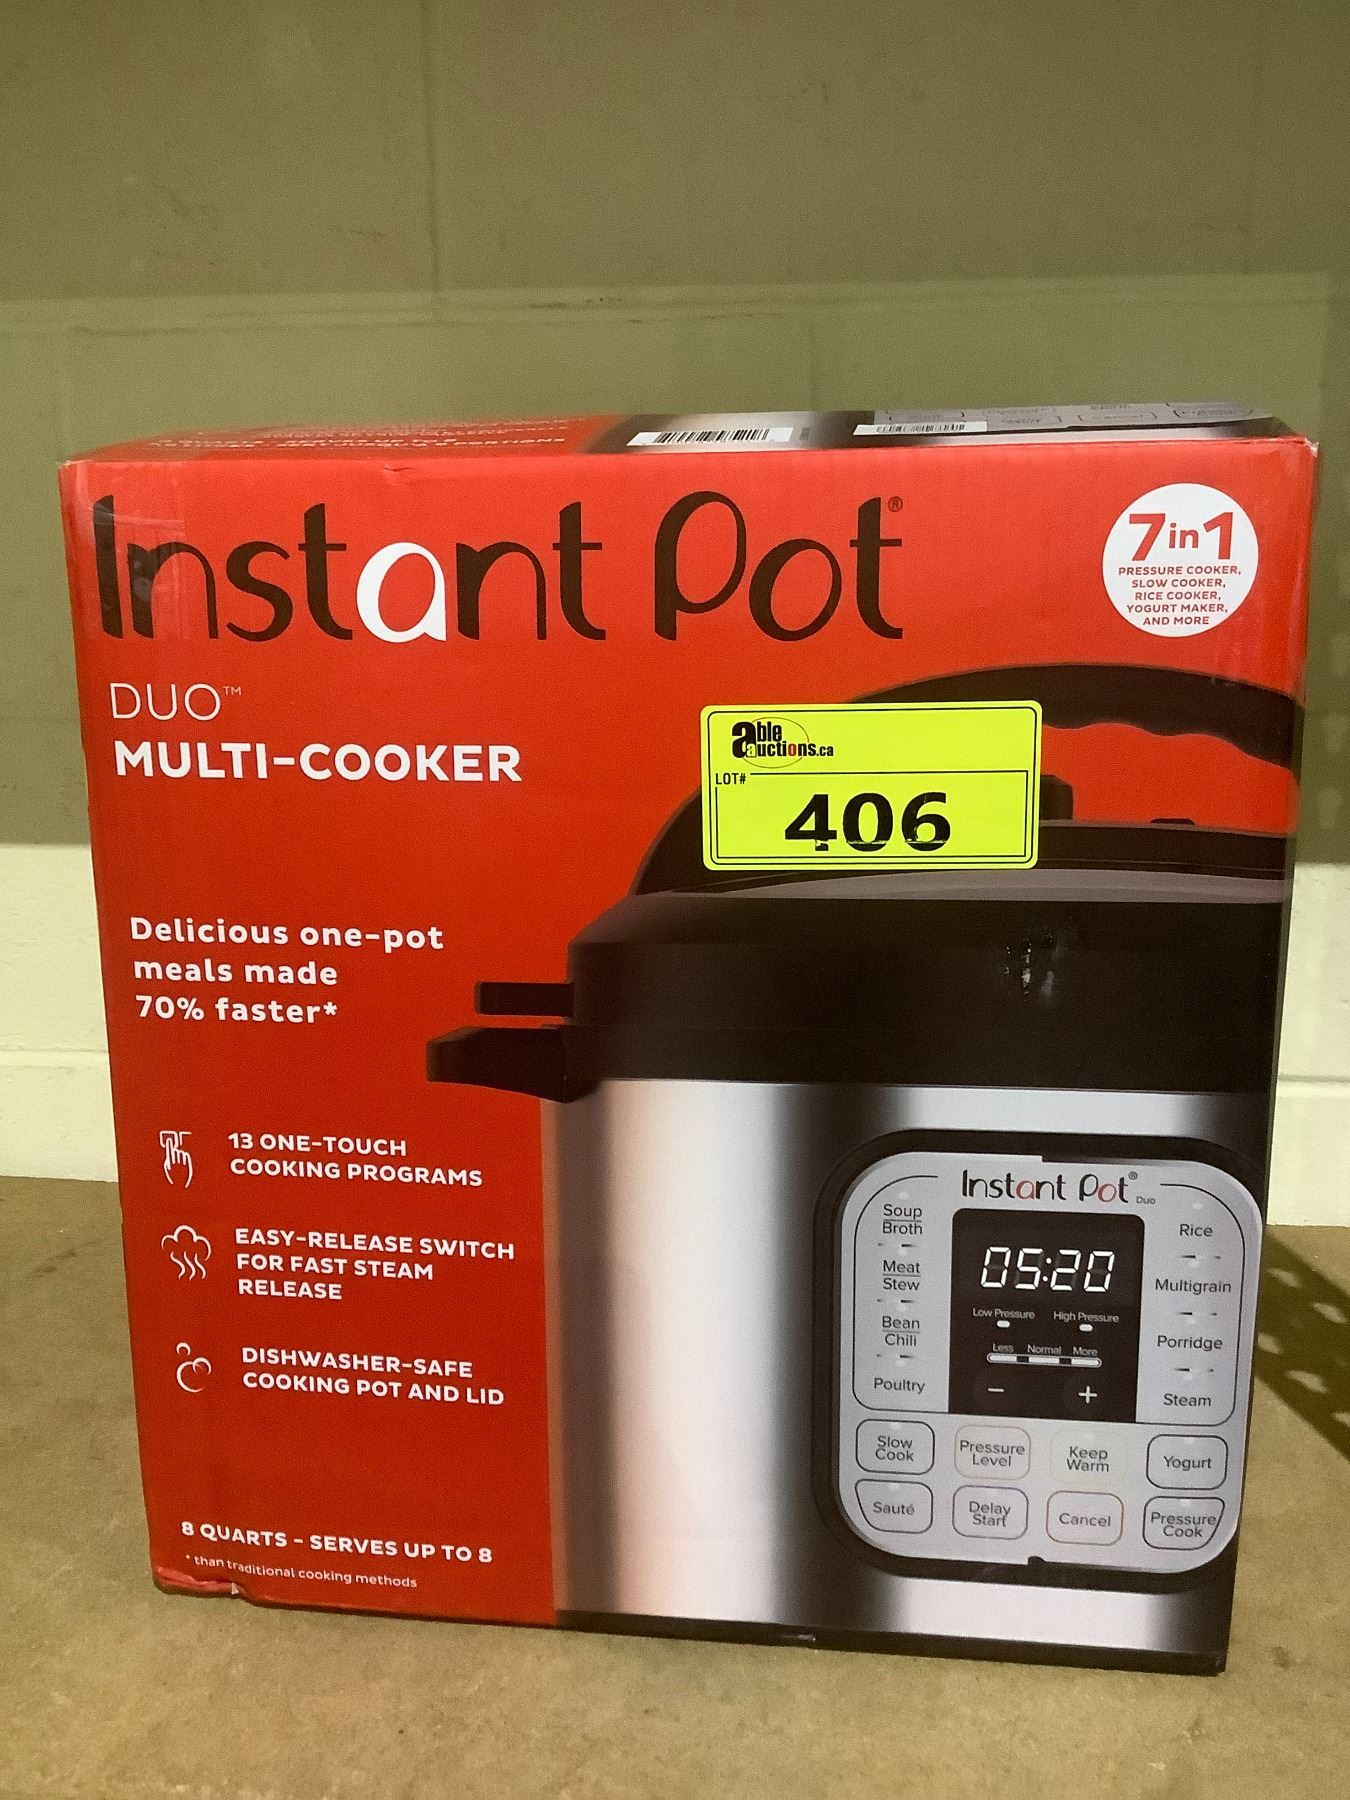 Instant Pot®
7in1
PRESSURE COOKER,
SLOW COOKER,
RICE COOKER,
YOGURT MAKER,
AND MORE
DUO™
MULTI-COOKER
able
auctions.ca
LOT#
406
Delicious one-pot
meals made
70% faster*
13 ONE-TOUCH
COOKING PROGRAMS
EASY-RELEASE SWITCH
FOR FAST STEAM
RELEASE
DISHWASHER-SAFE
COOKING POT AND LID
8 QUARTS - SERVES UP TO 8
* than traditional cooking methods
Instant Pot® Duo
Soup
Broth
Meat
Stew
Bean
Chili
Poultry
05:20
Low Pressure High Pressure
Less Normal More
- +
Rice
Multigrain
Porridge
Steam
Slow
Cook
Pressure
Level
Keep
Warm
Yogurt
Sauté
Delay
Start
Cancel
Pressure
Cook